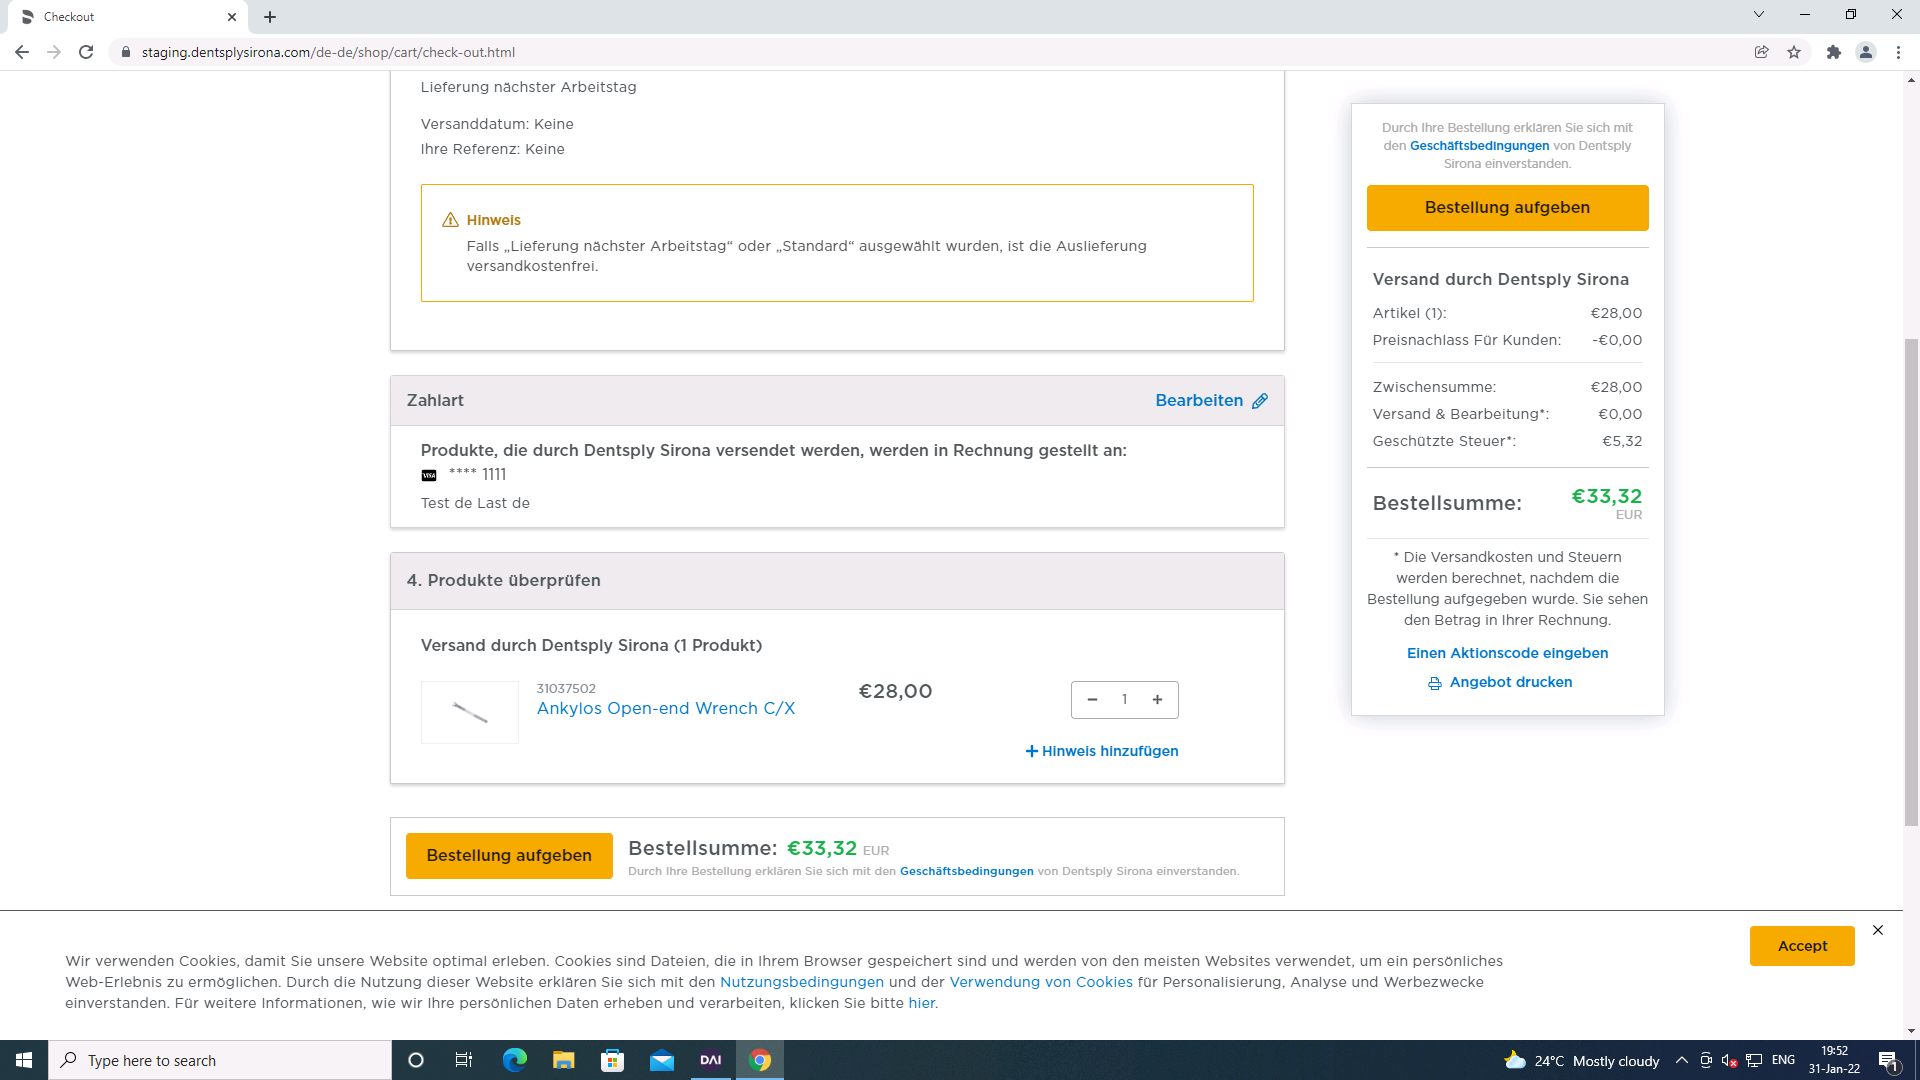 Checkout
staging.dentsplysirona.com/de-de/shop/cart/check-out.html
Lieferung nächster Arbeitstag
Versanddatum: Keine
Ihre Referenz: Keine
Hinweis
Falls „Lieferung nächster Arbeitstag“ oder „Standard“ ausgewählt wurden, ist die Auslieferung
versandkostenfrei.
Zahlart
Bearbeiten
Produkte, die durch Dentsply Sirona versendet werden, werden in Rechnung gestellt an:
VISA **** 1111
Test de Last de
4. Produkte überprüfen
Versand durch Dentsply Sirona (1 Produkt)
31037502
Ankylos Open-end Wrench C/X
€28,00
− 1 +
+ Hinweis hinzufügen
Bestellung aufgeben
Bestellsumme: €33,32 EUR
Durch Ihre Bestellung erklären Sie sich mit den Geschäftsbedingungen von Dentsply Sirona einverstanden.
Durch Ihre Bestellung erklären Sie sich mit
den Geschäftsbedingungen von Dentsply
Sirona einverstanden.
Bestellung aufgeben
Versand durch Dentsply Sirona
Artikel (1): €28,00
Preisnachlass Für Kunden: -€0,00
Zwischensumme: €28,00
Versand & Bearbeitung*: €0,00
Geschützte Steuer*: €5,32
Bestellsumme: €33,32
EUR
* Die Versandkosten und Steuern
werden berechnet, nachdem die
Bestellung aufgegeben wurde. Sie sehen
den Betrag in Ihrer Rechnung.
Einen Aktionscode eingeben
Angebot drucken
Wir verwenden Cookies, damit Sie unsere Website optimal erleben. Cookies sind Dateien, die in Ihrem Browser gespeichert sind und werden von den meisten Websites verwendet, um ein persönliches
Web-Erlebnis zu ermöglichen. Durch die Nutzung dieser Website erklären Sie sich mit den Nutzungsbedingungen und der Verwendung von Cookies für Personalisierung, Analyse und Werbezwecke
einverstanden. Für weitere Informationen, wie wir Ihre persönlichen Daten erheben und verarbeiten, klicken Sie bitte hier.
Accept
Type here to search
DAI
24°C Mostly cloudy
ENG
19:52
31-Jan-22
1